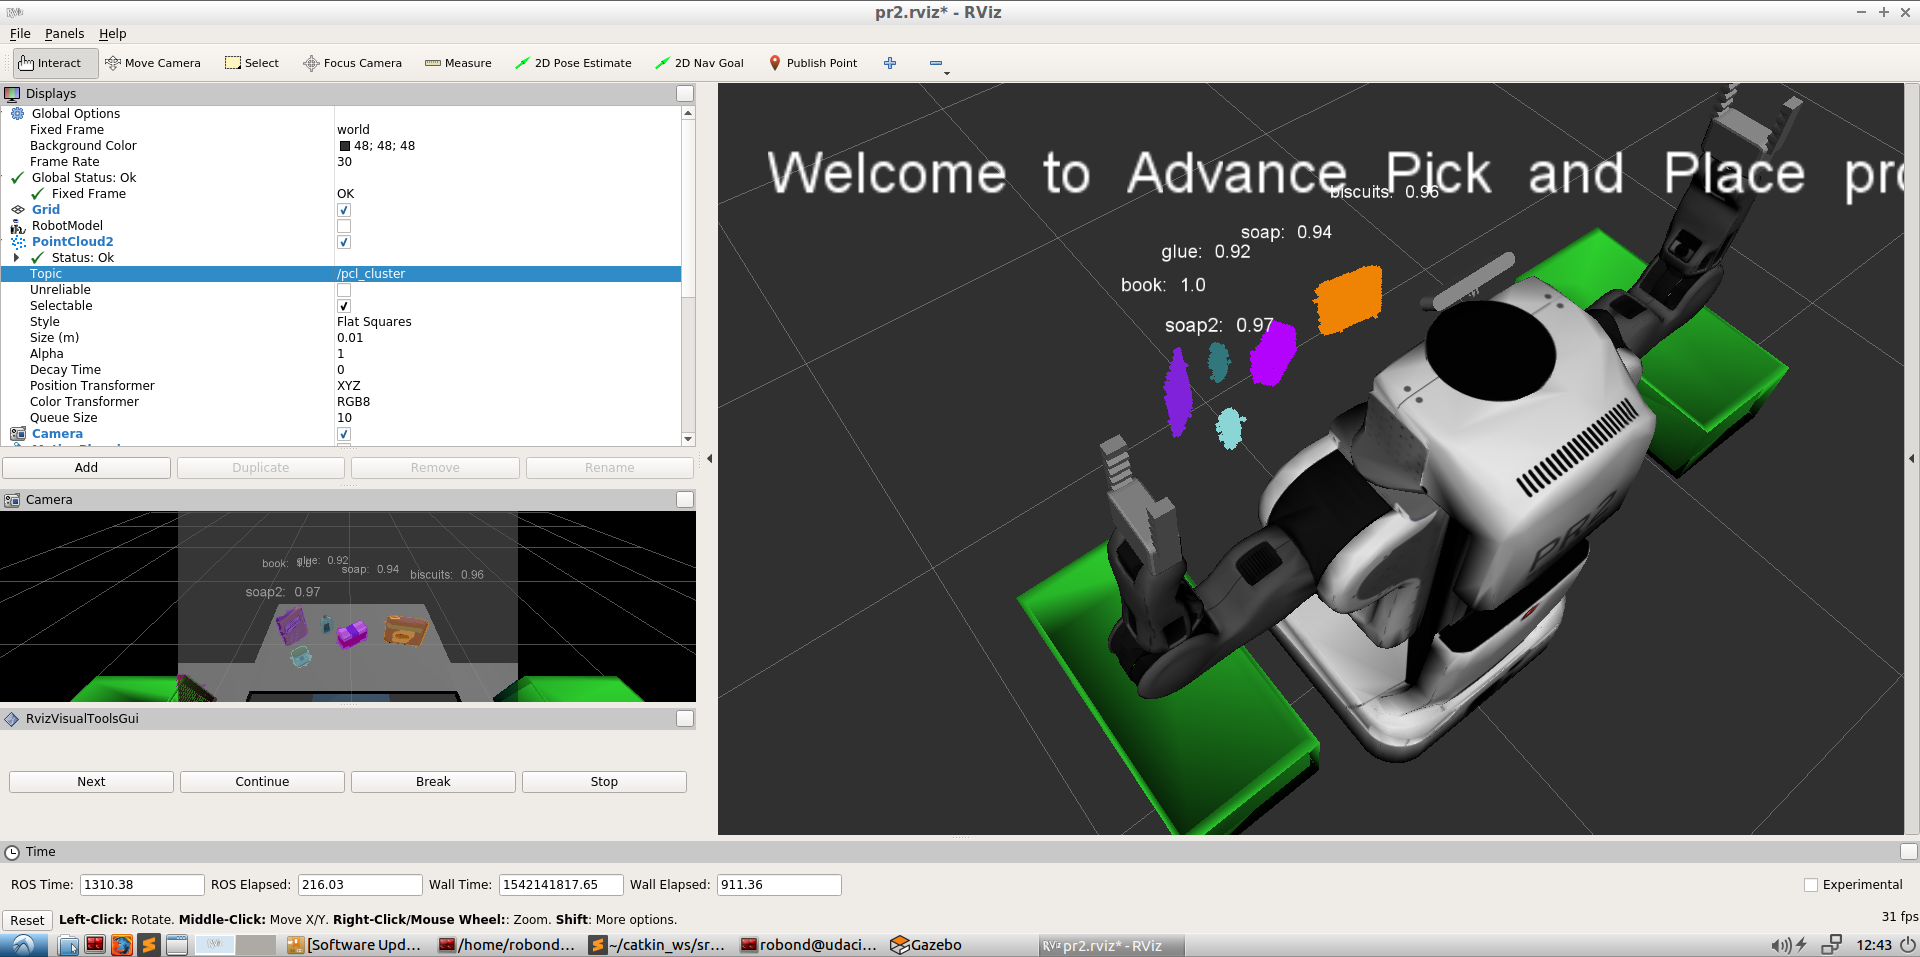 pr2.rviz* - RViz
File Panels Help
Interact Move Camera Select Focus Camera Measure 2D Pose Estimate 2D Nav Goal Publish Point
Displays
Global Options
Fixed Frame world
Background Color 48; 48; 48
Frame Rate 30
Global Status: Ok
Fixed Frame OK
Grid
RobotModel
PointCloud2
Status: Ok
Topic /pcl_cluster
Unreliable
Selectable
Style Flat Squares
Size (m) 0.01
Alpha 1
Decay Time 0
Position Transformer XYZ
Color Transformer RGB8
Queue Size 10
Camera
Add Duplicate Remove Rename
Camera
book:
glue: 0.92
soap: 0.94
biscuits: 0.96
soap2: 0.97
RvizVisualToolsGui
Next Continue Break Stop
Welcome to Advance Pick and Place pro
biscuits: 0.96
soap: 0.94
glue: 0.92
book: 1.0
soap2: 0.97
PR2
Time
ROS Time: 1310.38 ROS Elapsed: 216.03 Wall Time: 1542141817.65 Wall Elapsed: 911.36 Experimental
Reset Left-Click: Rotate. Middle-Click: Move X/Y. Right-Click/Mouse Wheel:: Zoom. Shift: More options. 31 fps
[Software Upd... /home/robond... ~/catkin_ws/sr... robond@udaci... Gazebo RViz pr2.rviz* - RViz 12:43